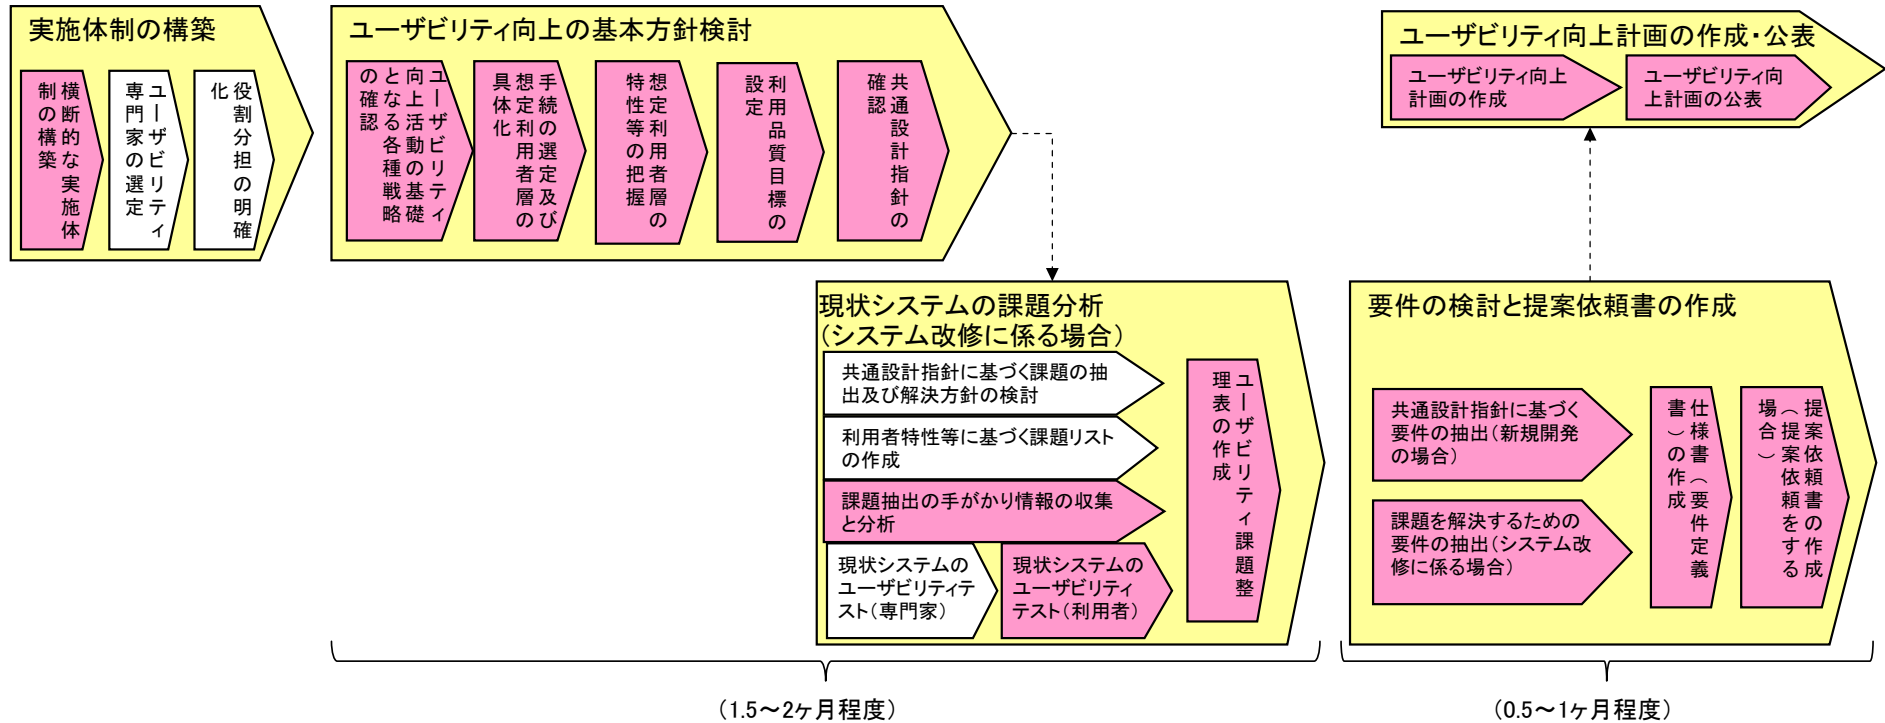 実施体制の構築
横断的な実施体
制の構築
ユーザビリティ
専門家の選定
役割分担の明確
化
ユーザビリティ向上の基本方針検討
ユーザビリティ
向上活動の基礎
となる各種戦略
の確認
手続の選定及び
想定利用者層の
具体化
想定利用者層の
特性等の把握
利用品質目標の
設定
共通設計指針の
確認
ユーザビリティ向上計画の作成・公表
ユーザビリティ向上
計画の作成
ユーザビリティ向
上計画の公表
現状システムの課題分析
(システム改修に係る場合)
共通設計指針に基づく課題の抽
出及び解決方針の検討
利用者特性等に基づく課題リスト
の作成
課題抽出の手がかり情報の収集
と分析
現状システムの
ユーザビリティテ
スト(専門家)
現状システムの
ユーザビリティ
テスト(利用者)
ユーザビリティ課題整
理表の作成
要件の検討と提案依頼書の作成
共通設計指針に基づく
要件の抽出(新規開発
の場合)
課題を解決するための
要件の抽出(システム改
修に係る場合)
仕様書(要件定義
書)の作成
提案依頼書の作成
(提案依頼をする
場合)
(1.5～2ヶ月程度)
(0.5～1ヶ月程度)